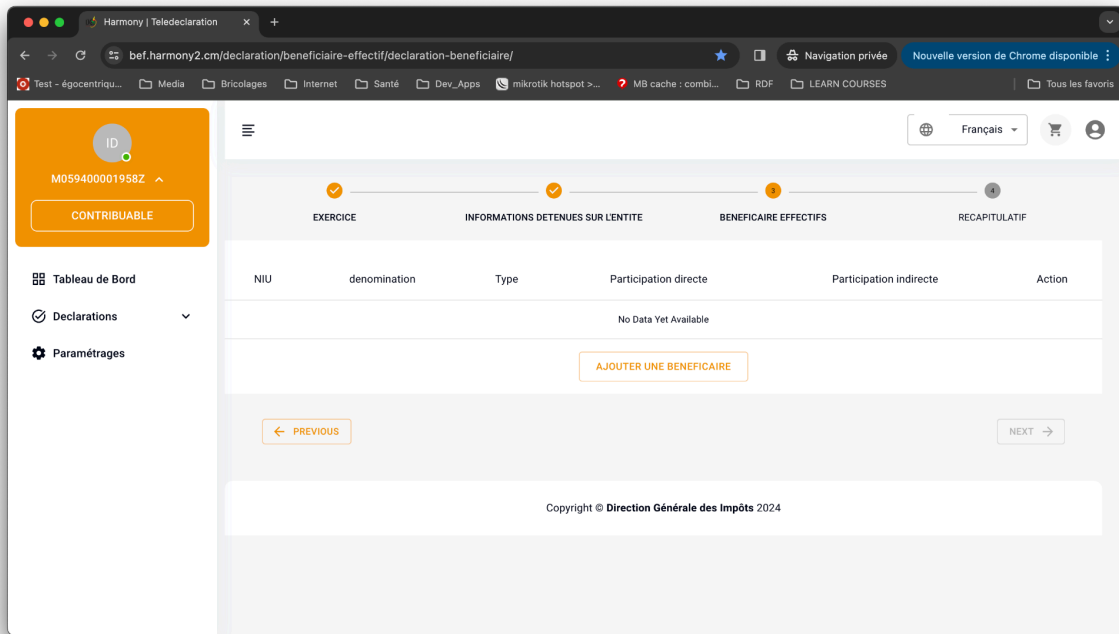 Harmony | Teledeclaration
bef.harmony2.cm/declaration/beneficiaire-effectif/declaration-beneficiaire/
Navigation privée
Nouvelle version de Chrome disponible
Test - égocentriqu...
Media
Bricolages
Internet
Santé
Dev_Apps
mikrotik hotspot >...
MB cache : combi...
RDF
LEARN COURSES
Tous les favoris
ID
M059400001958Z
CONTRIBUABLE
Tableau de Bord
Declarations
Paramétrages
Français
3
4
EXERCICE
INFORMATIONS DETENUES SUR L'ENTITE
BENEFICAIRE EFFECTIFS
RECAPITULATIF
NIU
denomination
Type
Participation directe
Participation indirecte
Action
No Data Yet Available
AJOUTER UNE BENEFICAIRE
PREVIOUS
NEXT
Copyright © Direction Générale des Impôts 2024